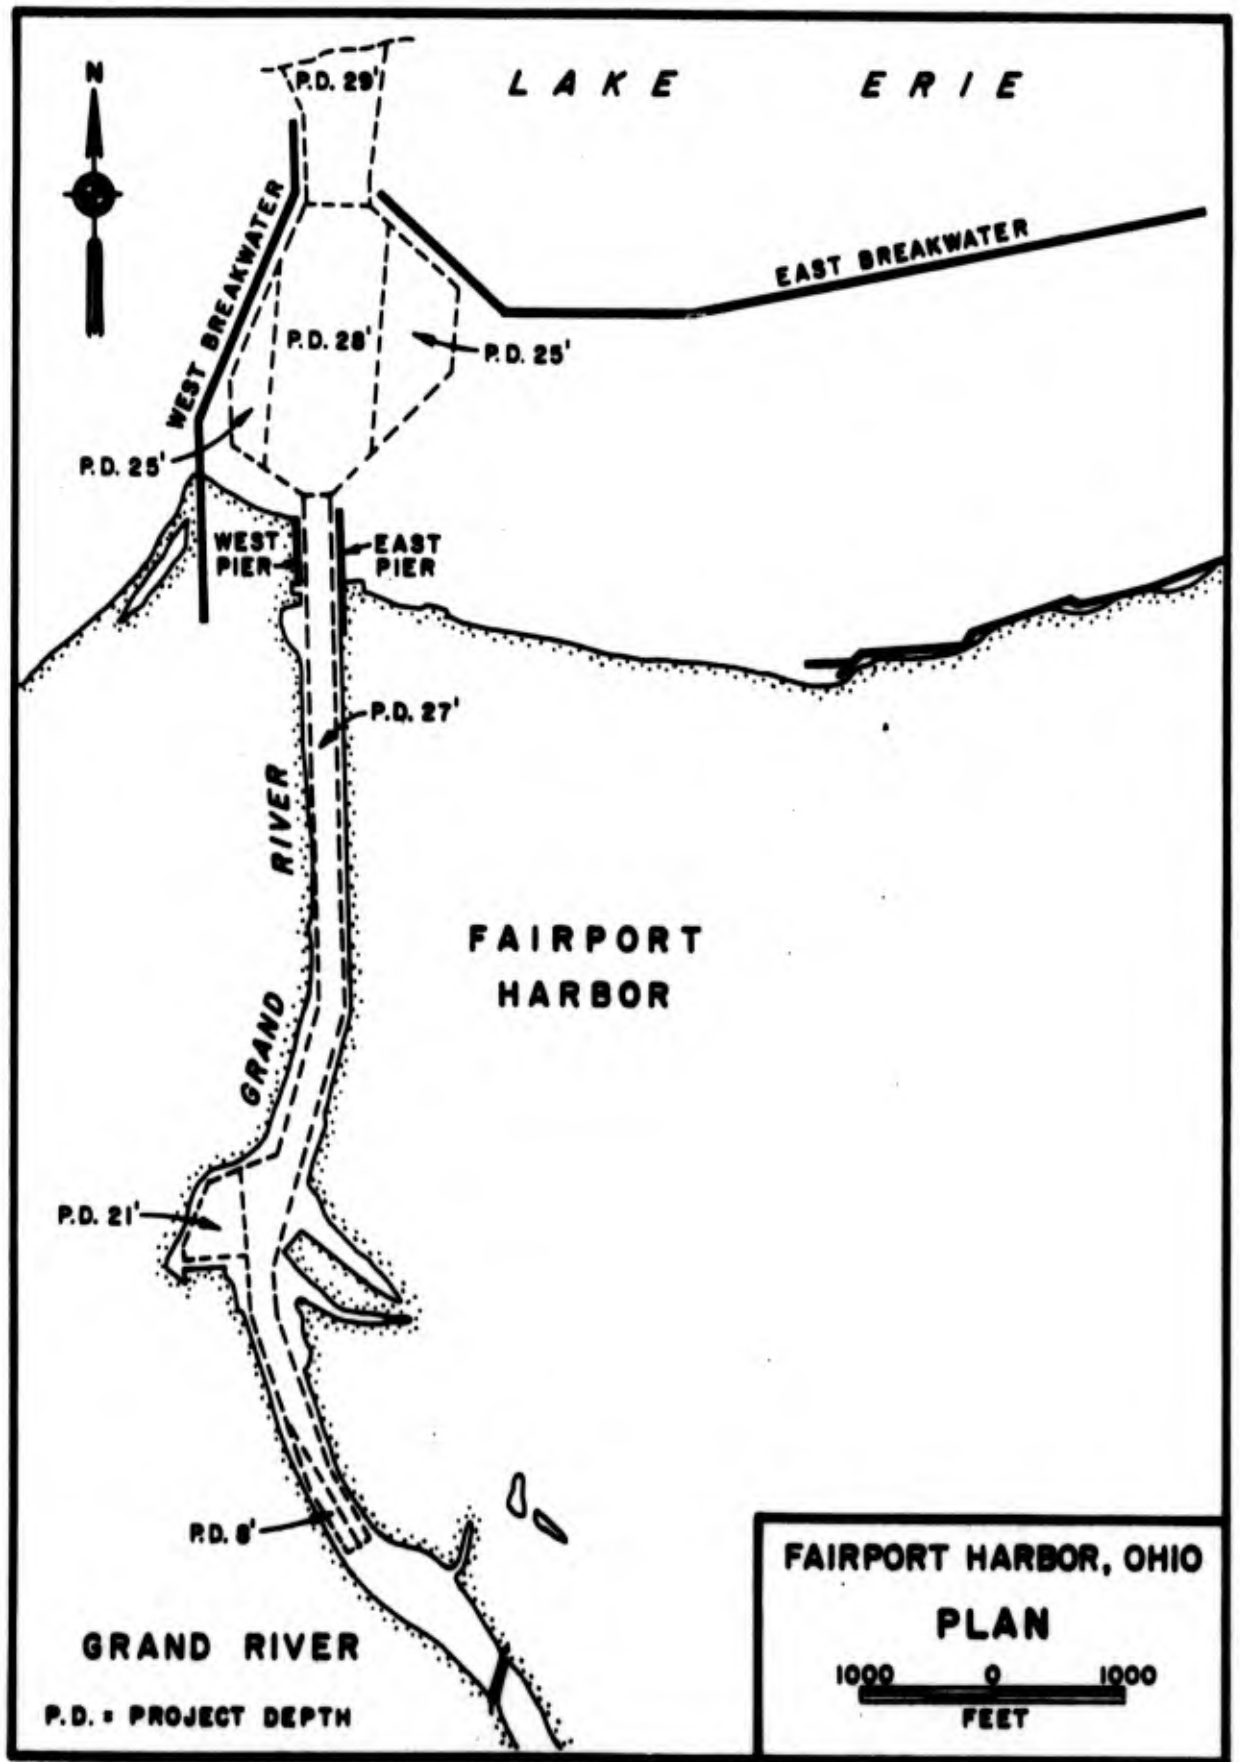 P.D. 29'
LAKE ERIE
N
WEST BREAKWATER
EAST BREAKWATER
P.D. 28'
P.D. 25'
P.D. 25'
WEST
PIER
EAST
PIER
P.D. 27'
GRAND RIVER
FAIRPORT
HARBOR
P.D. 21'
P.D. 8'
GRAND RIVER
P.D. = PROJECT DEPTH
FAIRPORT HARBOR, OHIO
PLAN
1000 0 1000
FEET